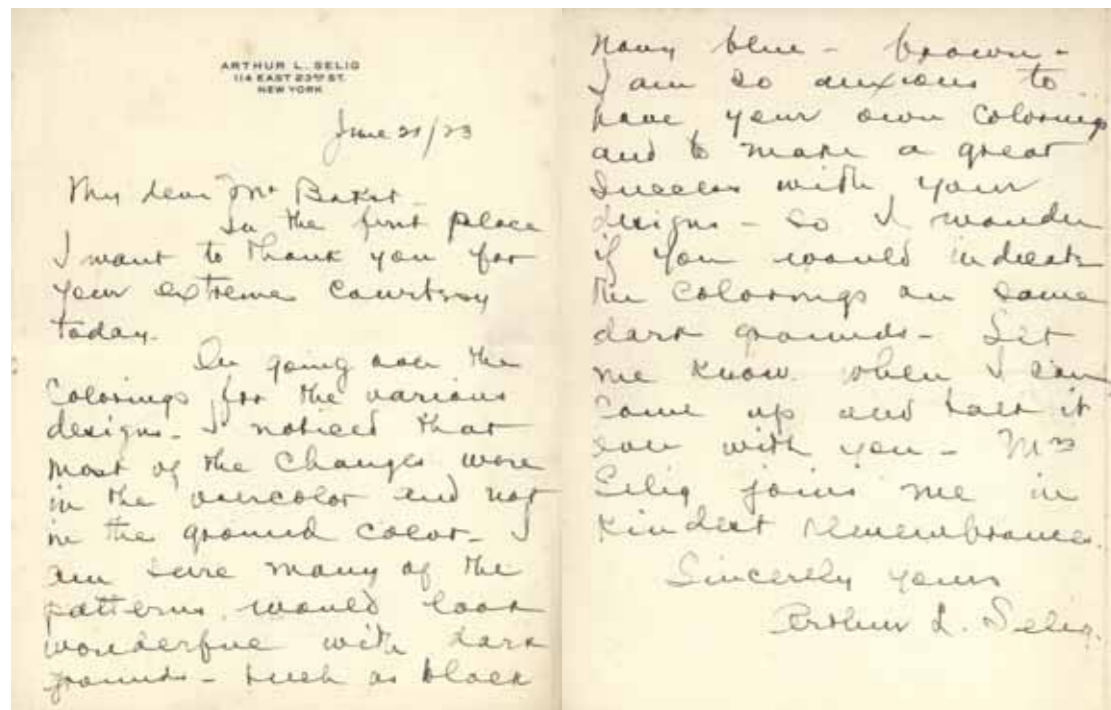 ARTHUR L. SELIG
114 EAST 23RD ST.
NEW YORK
June 21/23
My dear Mr Baker -
In the first place
I want to thank you for
your extreme courtesy
today.
In going over the
colorings for the various
designs - I noticed that
most of the changes were
in the overcolor and not
in the ground color - I
am sure many of the
patterns would look
wonderful with dark
grounds - such as black
navy blue - brown -
I am so anxious to
have your own colorings
and to make a great
success with your
designs - so I wonder
if you would indicate
the colorings on some
dark grounds - Let
me know when I can
come up and talk it
over with you - Mrs
Selig joins me in
kindest remembrances.
Sincerely yours
Arthur L. Selig.